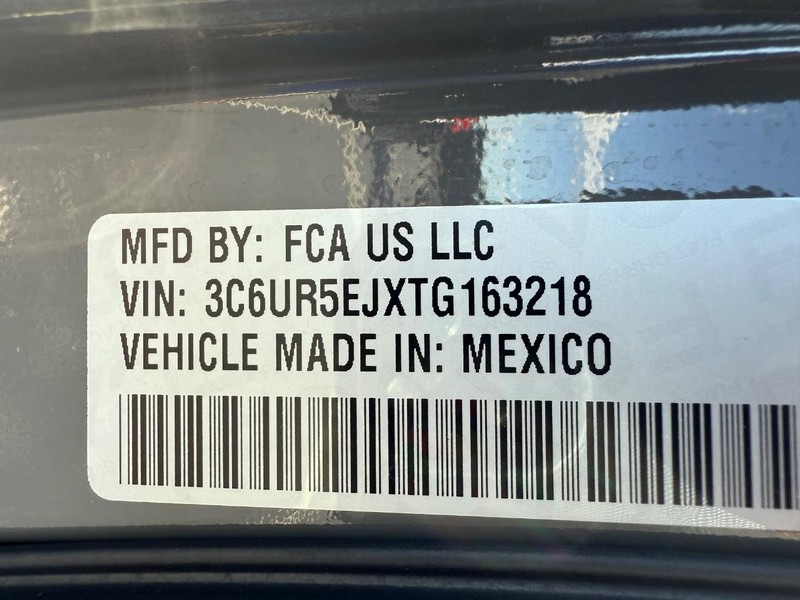 MFD BY: FCA US LLC
VIN: 3C6UR5EJXTG163218
VEHICLE MADE IN: MEXICO